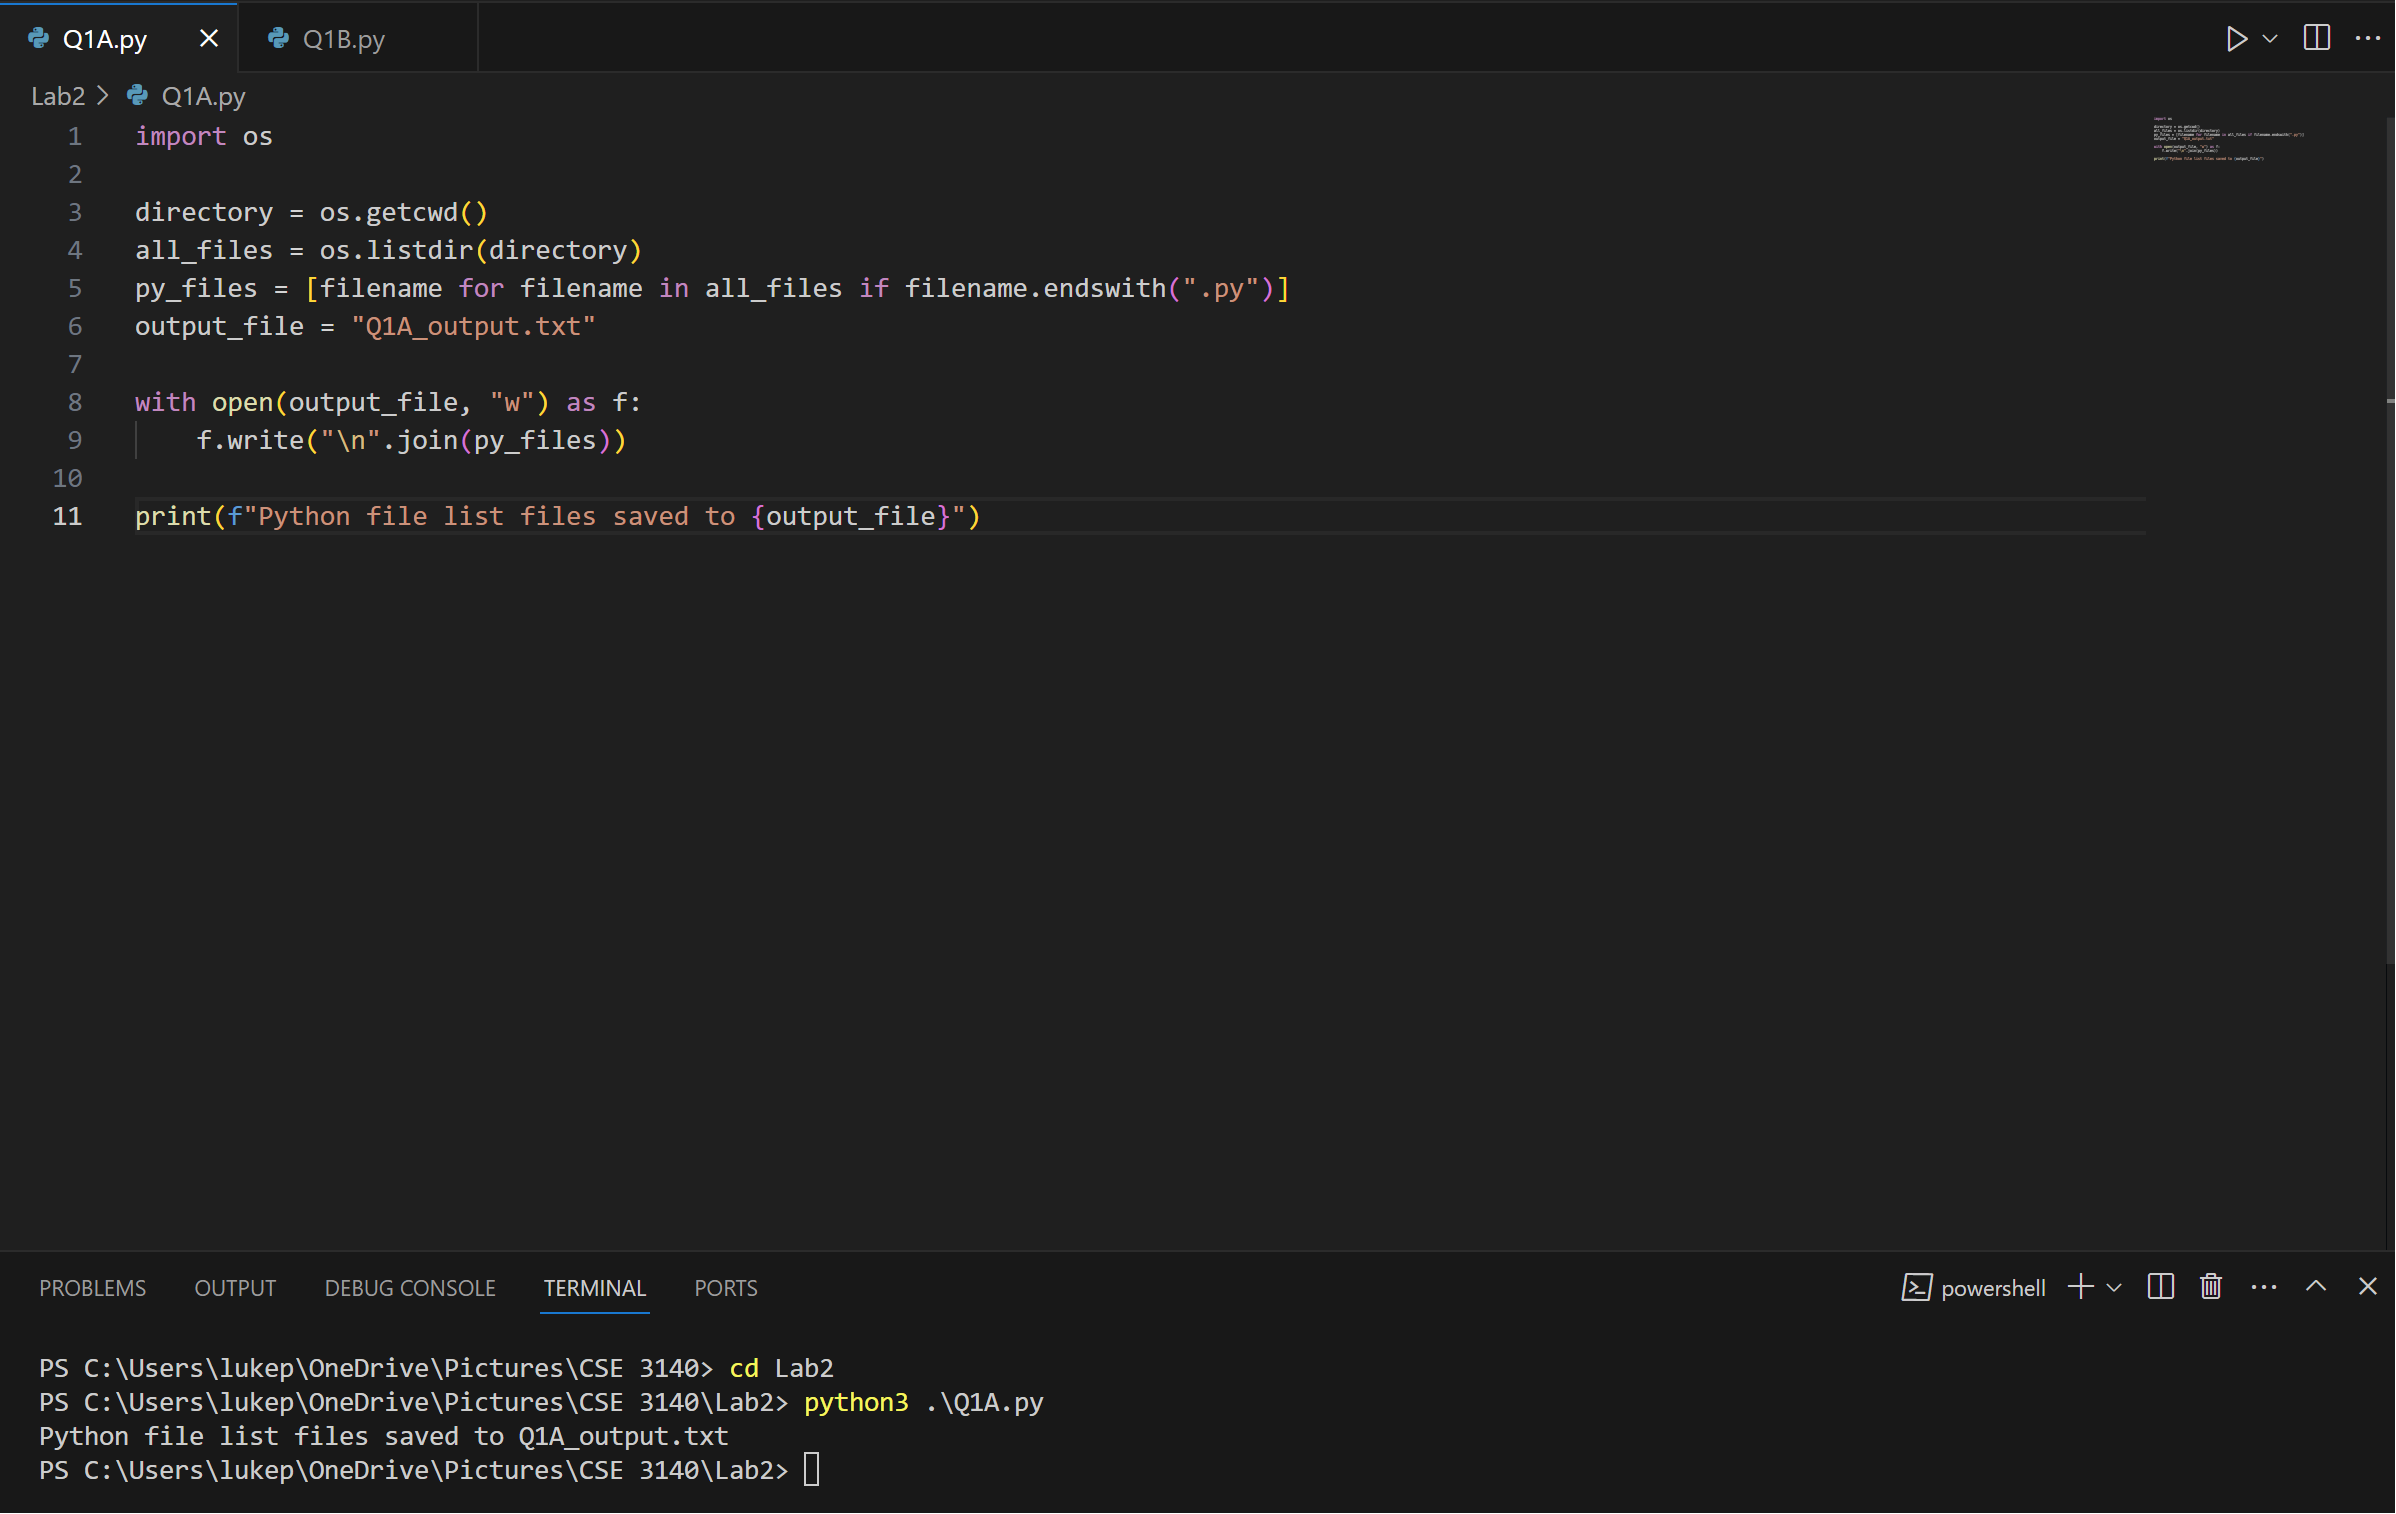 Q1A.py
Q1B.py
Lab2 > Q1A.py
1 import os
2
3 directory = os.getcwd()
4 all_files = os.listdir(directory)
5 py_files = [filename for filename in all_files if filename.endswith(".py")]
6 output_file = "Q1A_output.txt"
7
8 with open(output_file, "w") as f:
9     f.write("\n".join(py_files))
10
11 print(f"Python file list files saved to {output_file}")
PROBLEMS OUTPUT DEBUG CONSOLE TERMINAL PORTS powershell
PS C:\Users\lukep\OneDrive\Pictures\CSE 3140> cd Lab2
PS C:\Users\lukep\OneDrive\Pictures\CSE 3140\Lab2> python3 .\Q1A.py
Python file list files saved to Q1A_output.txt
PS C:\Users\lukep\OneDrive\Pictures\CSE 3140\Lab2>